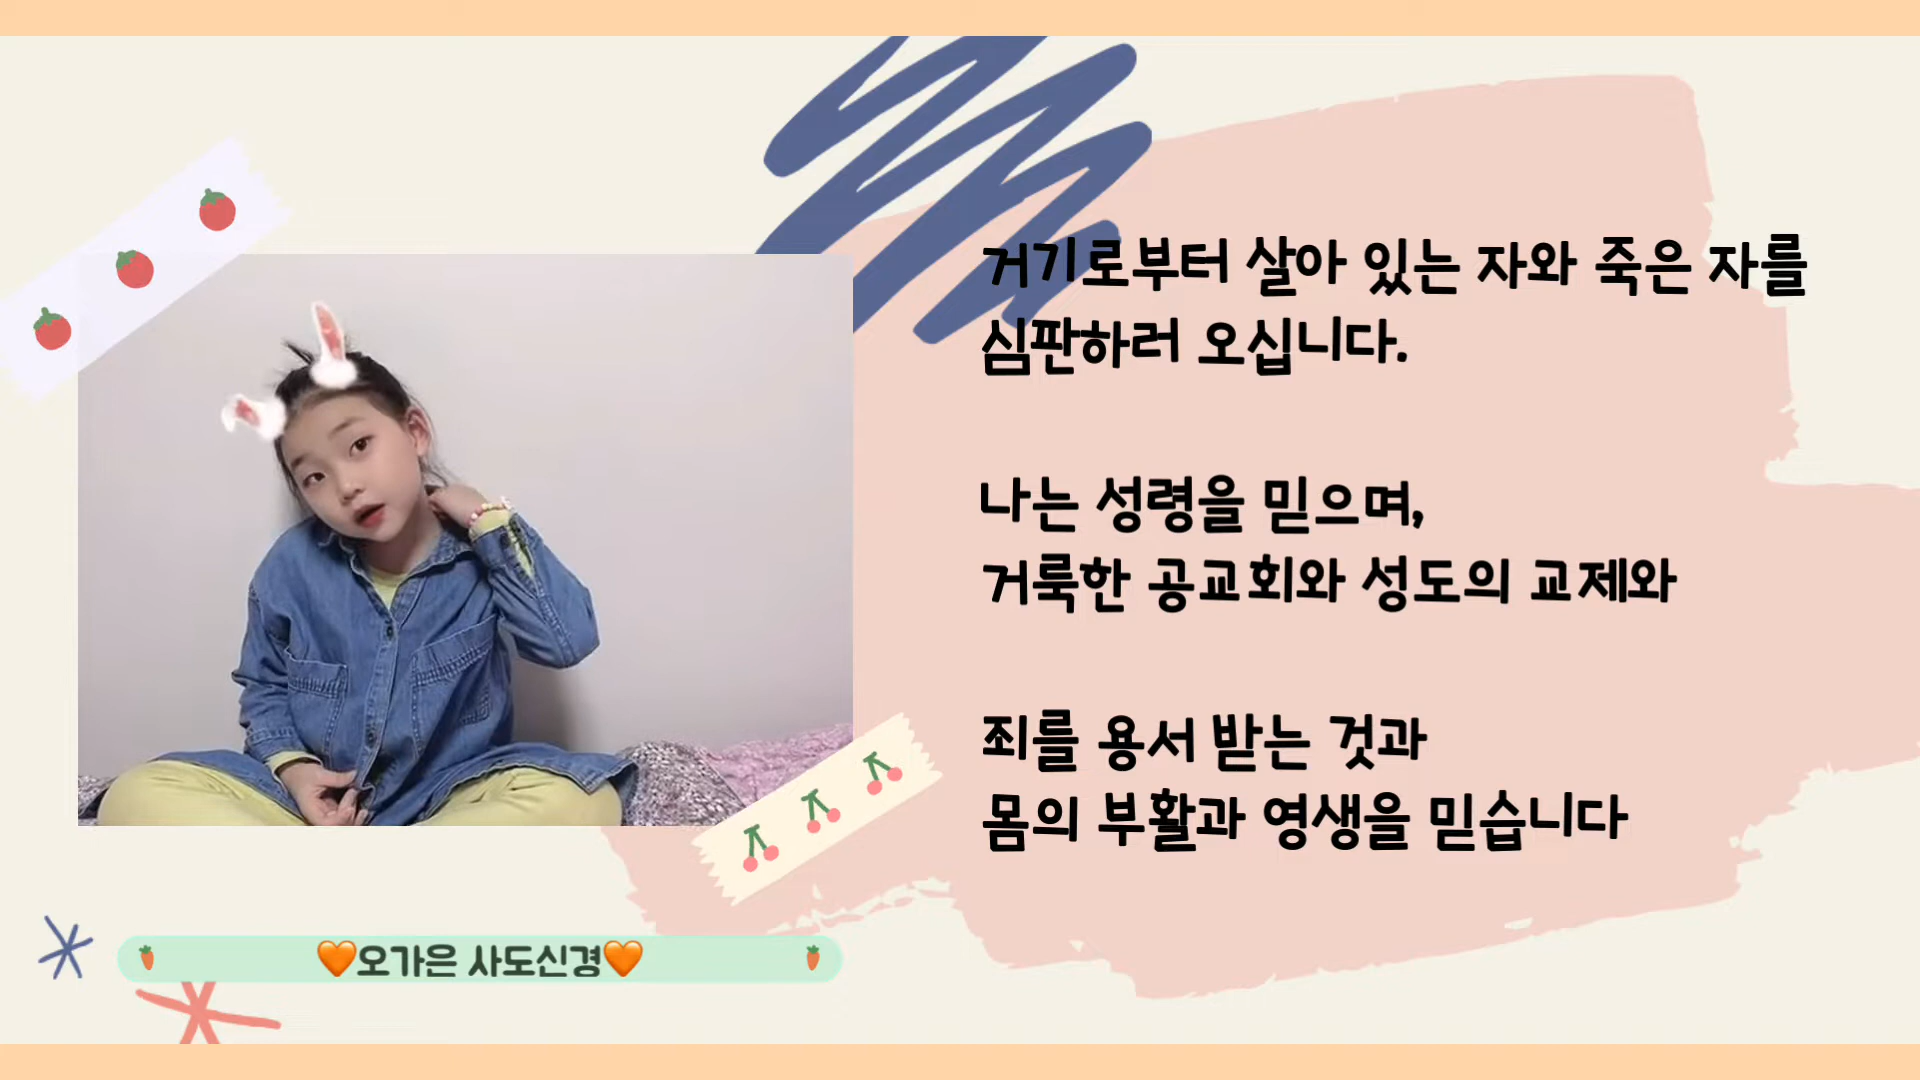 거기로부터 살아 있는 자와 죽은 자를
심판하러 오십니다.
나는 성령을 믿으며,
거룩한 공교회와 성도의 교제와
죄를 용서 받는 것과
몸의 부활과 영생을 믿습니다
🧡오가은 사도신경🧡